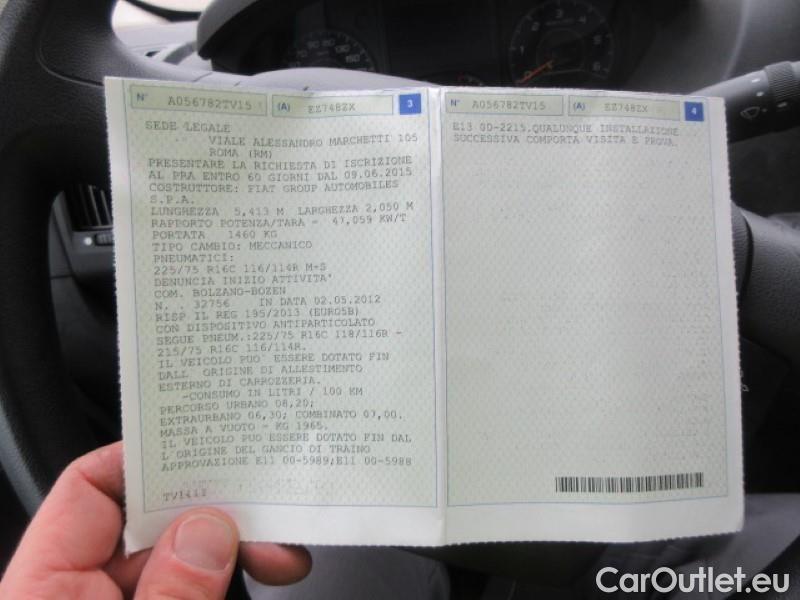 N° A056782TV15 (A) EZ748ZX 3
SEDE LEGALE
VIALE ALESSANDRO MARCHETTI 105
ROMA (RM)
PRESENTARE LA RICHIESTA DI ISCRIZIONE
AL PRA ENTRO 60 GIORNI DAL 09.06.2015
COSTRUTTORE: FIAT GROUP AUTOMOBILES
S.P.A.
LUNGHEZZA 5,413 M LARGHEZZA 2,050 M
RAPPORTO POTENZA/TARA = 47,059 KW/T
PORTATA 1460 KG
TIPO CAMBIO: MECCANICO
PNEUMATICI:
225/75 R16C 116/114R M+S
DENUNCIA INIZIO ATTIVITA'
COM. BOLZANO-BOZEN
N. . 32756 IN DATA 02.05.2012
RISP IL REG 195/2013 (EURO5B)
CON DISPOSITIVO ANTIPARTICOLATO
SEGUE PNEUM.:225/75 R16C 118/116R -
215/75 R16C 116/114R.
IL VEICOLO PUO' ESSERE DOTATO FIN
DALL' ORIGINE DI ALLESTIMENTO
ESTERNO DI CARROZZERIA.
-CONSUMO IN LITRI / 100 KM
PERCORSO URBANO 08,20;
EXTRAURBANO 06,30; COMBINATO 07,00.
MASSA A VUOTO - KG 1965.
IL VEICOLO PUO ESSERE DOTATO FIN DAL
L'ORIGINE DEL GANCIO DI TRAINO
APPROVAZIONE E11 00-5989;E11 00-5988
N° A056782TV15 (A) EZ748ZX 4
E13 0D-2215.QUALUNQUE INSTALLAZIONE
SUCCESSIVA COMPORTA VISITA E PROVA.
CarOutlet.eu